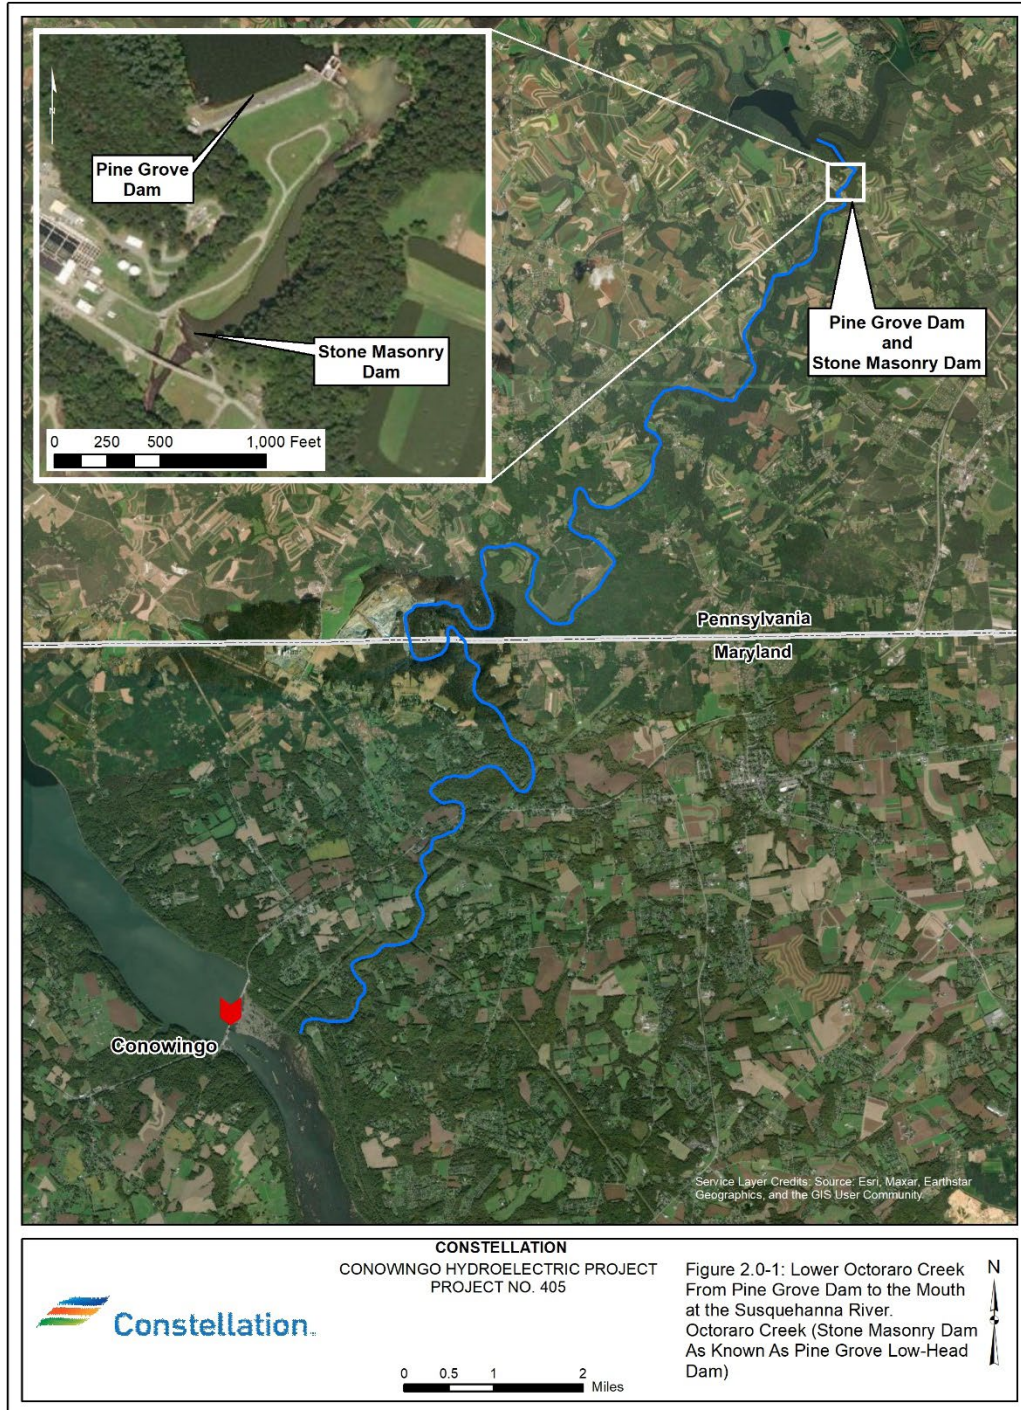 N
Pine Grove
Dam
Stone Masonry
Dam
0 250 500 1,000 Feet
Pine Grove Dam
and
Stone Masonry Dam
Pennsylvania
Maryland
Conowingo
Service Layer Credits: Source: Esri, Maxar, Earthstar
Geographics, and the GIS User Community
CONSTELLATION
CONOWINGO HYDROELECTRIC PROJECT
PROJECT NO. 405
Constellation.
0 0.5 1 2
Miles
Figure 2.0-1: Lower Octoraro Creek
From Pine Grove Dam to the Mouth
at the Susquehanna River.
Octoraro Creek (Stone Masonry Dam
As Known As Pine Grove Low-Head
Dam)
N